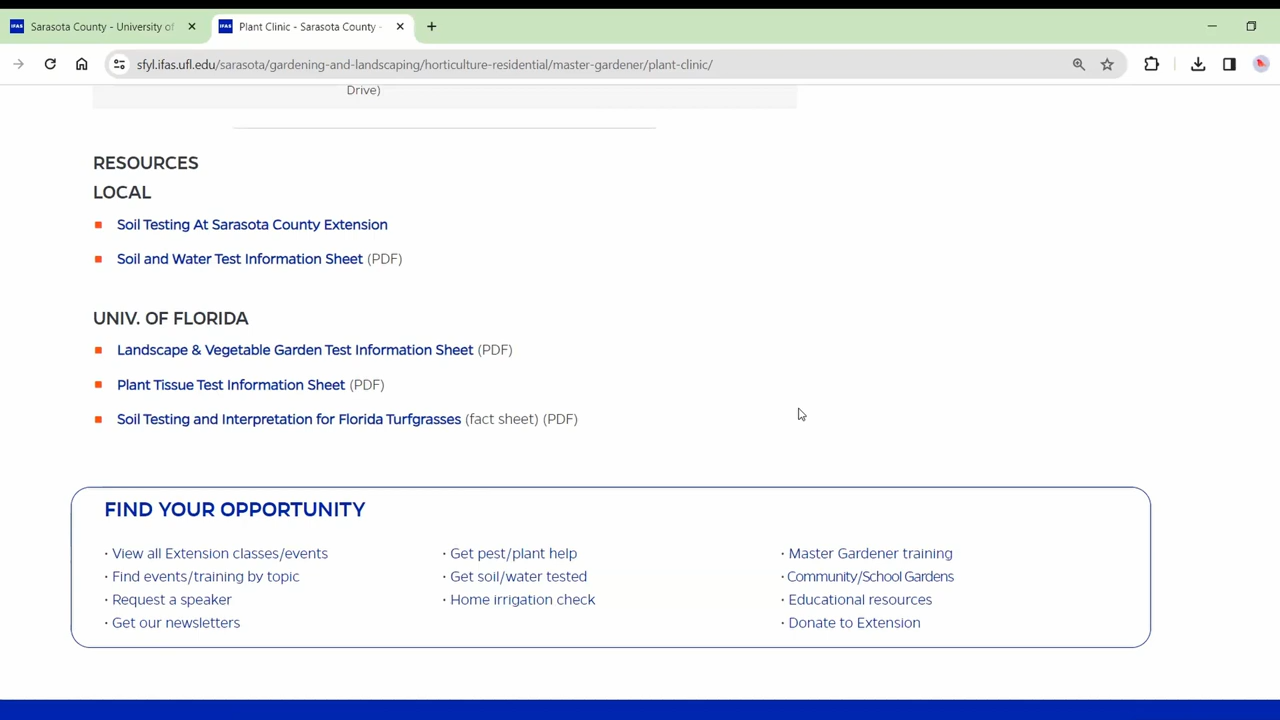 IFAS Sarasota County - University of
IFAS Plant Clinic - Sarasota County -
sfyl.ifas.ufl.edu/sarasota/gardening-and-landscaping/horticulture-residential/master-gardener/plant-clinic/
Drive)
RESOURCES
LOCAL
Soil Testing At Sarasota County Extension
Soil and Water Test Information Sheet (PDF)
UNIV. OF FLORIDA
Landscape & Vegetable Garden Test Information Sheet (PDF)
Plant Tissue Test Information Sheet (PDF)
Soil Testing and Interpretation for Florida Turfgrasses (fact sheet) (PDF)
FIND YOUR OPPORTUNITY
· View all Extension classes/events
· Find events/training by topic
· Request a speaker
· Get our newsletters
· Get pest/plant help
· Get soil/water tested
· Home irrigation check
· Master Gardener training
· Community/School Gardens
· Educational resources
· Donate to Extension